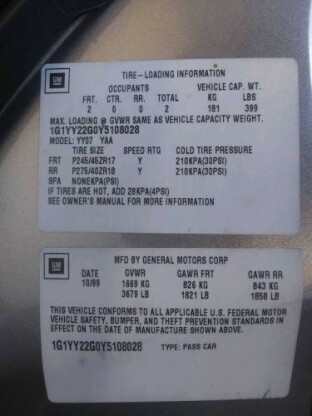 GM
TIRE-LOADING INFORMATION
OCCUPANTS VEHICLE CAP. WT.
FRT. CTR. RR. TOTAL KG LBS
2 0 0 2 181 399
MAX. LOADING @ GVWR SAME AS VEHICLE CAPACITY WEIGHT.
1G1YY22G0Y5108028
MODEL: YY07 YAA
TIRE SIZE SPEED RTG COLD TIRE PRESSURE
FRT P245/45ZR17 Y 210KPA(30PSI)
RR P275/40ZR18 Y 210KPA(30PSI)
SPA NONEKPA(PSI)
IF TIRES ARE HOT, ADD 28KPA(4PSI)
SEE OWNER'S MANUAL FOR MORE INFORMATION
GM
MFD BY GENERAL MOTORS CORP
DATE GVWR GAWR FRT GAWR RR
10/99 1669 KG 826 KG 843 KG
3679 LB 1821 LB 1858 LB
THIS VEHICLE CONFORMS TO ALL APPLICABLE U.S. FEDERAL MOTOR
VEHICLE SAFETY, BUMPER, AND THEFT PREVENTION STANDARDS IN
EFFECT ON THE DATE OF MANUFACTURE SHOWN ABOVE.
1G1YY22G0Y5108028 TYPE: PASS CAR